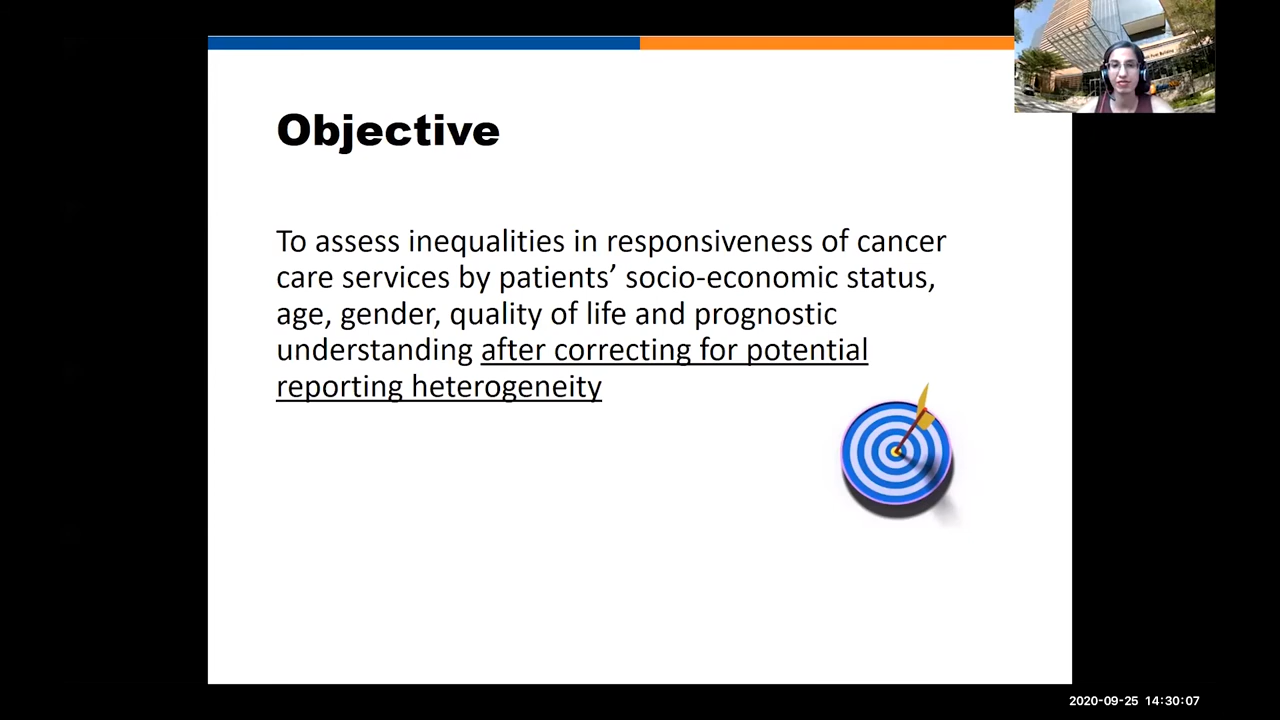 Objective
To assess inequalities in responsiveness of cancer
care services by patients’ socio-economic status,
age, gender, quality of life and prognostic
understanding after correcting for potential
reporting heterogeneity
2020-09-25 14:30:07